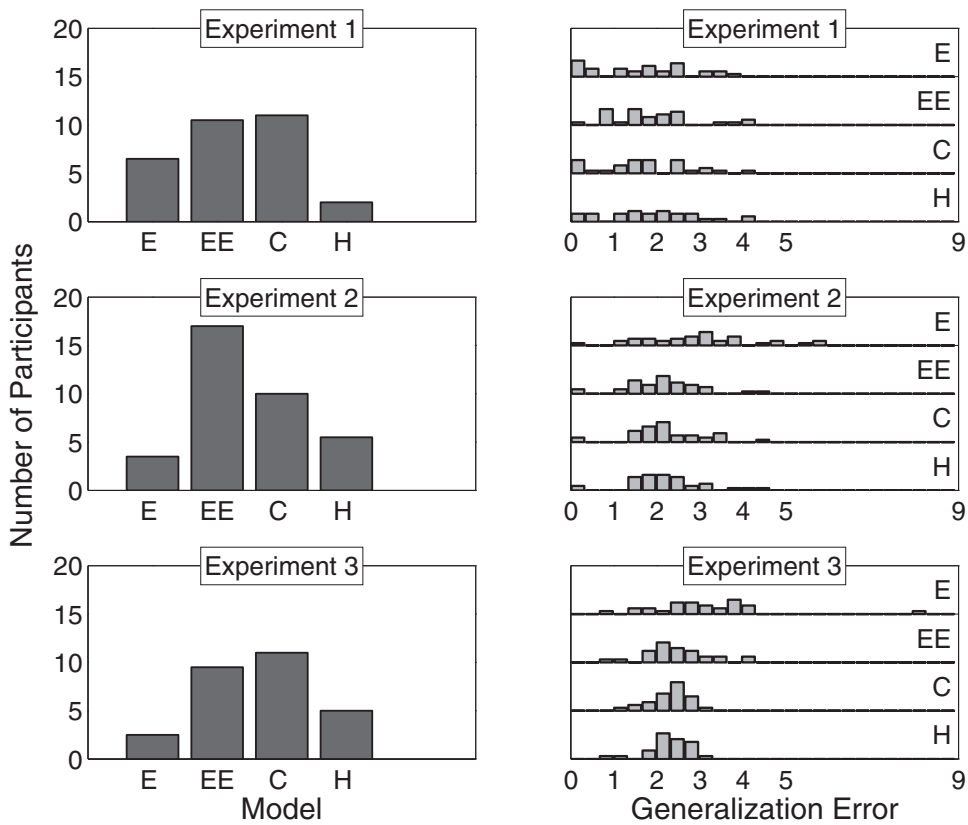 Number of Participants
Experiment 1
20
15
10
5
0
E EE C H
Experiment 1
E
EE
C
H
0 1 2 3 4 5 9
Experiment 2
20
15
10
5
0
E EE C H
Experiment 2
E
EE
C
H
0 1 2 3 4 5 9
Experiment 3
20
15
10
5
0
E EE C H
Model
Experiment 3
E
EE
C
H
0 1 2 3 4 5 9
Generalization Error